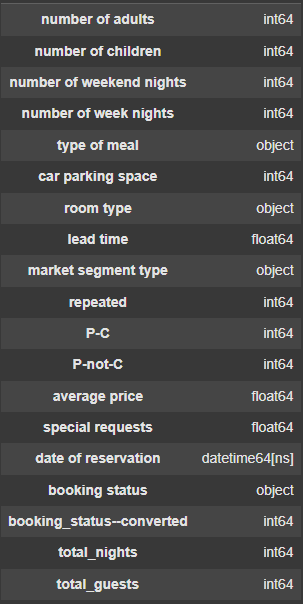 number of adults int64
number of children int64
number of weekend nights int64
number of week nights int64
type of meal object
car parking space int64
room type object
lead time float64
market segment type object
repeated int64
P-C int64
P-not-C int64
average price float64
special requests float64
date of reservation datetime64[ns]
booking status object
booking_status--converted int64
total_nights int64
total_guests int64